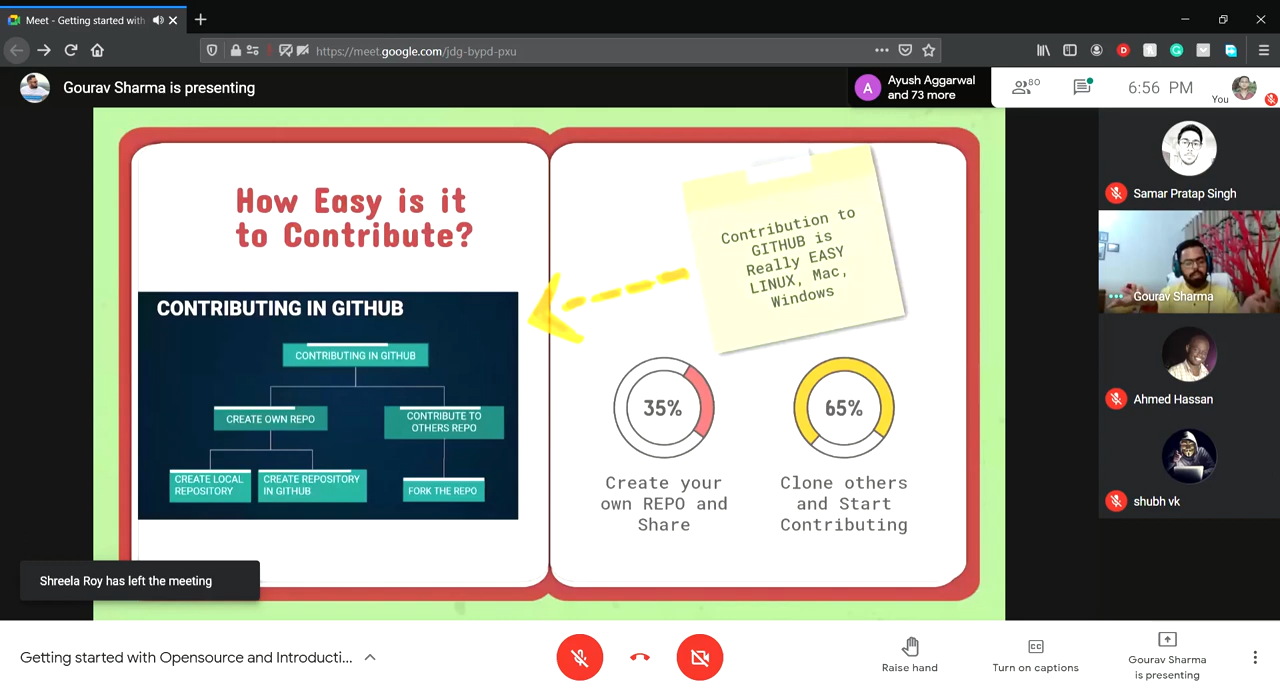 Meet - Getting started with
https://meet.google.com/jdg-bypd-pxu
D
Gourav Sharma is presenting
A
Ayush Aggarwal
and 73 more
80
6:56 PM
You
How Easy is it
to Contribute?
CONTRIBUTING IN GITHUB
CONTRIBUTING IN GITHUB
CREATE OWN REPO
CONTRIBUTE TO
OTHERS REPO
CREATE LOCAL
REPOSITORY
CREATE REPOSITORY
IN GITHUB
FORK THE REPO
Contribution to
GITHUB is
Really EASY
LINUX, Mac,
Windows
35%
Create your
own REPO and
Share
65%
Clone others
and Start
Contributing
Samar Pratap Singh
Gourav Sharma
Ahmed Hassan
shubh vk
Shreela Roy has left the meeting
Getting started with Opensource and Introducti...
Raise hand
CC
Turn on captions
Gourav Sharma
is presenting